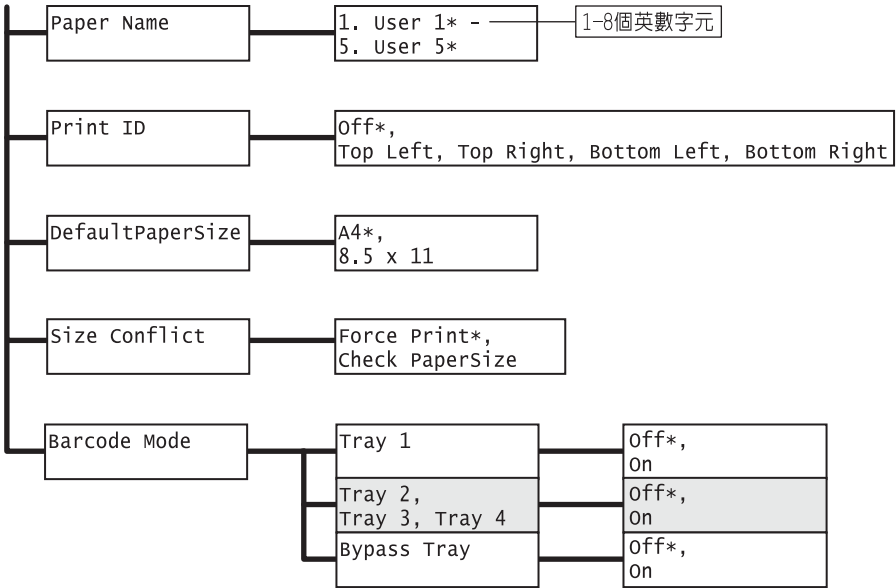 Paper Name
1. User 1* -
5. User 5*
1-8個英數字元
Print ID
Off*,
Top Left, Top Right, Bottom Left, Bottom Right
DefaultPaperSize
A4*,
8.5 x 11
Size Conflict
Force Print*,
Check PaperSize
Barcode Mode
Tray 1
Off*,
On
Tray 2,
Tray 3, Tray 4
Off*,
On
Bypass Tray
Off*,
On